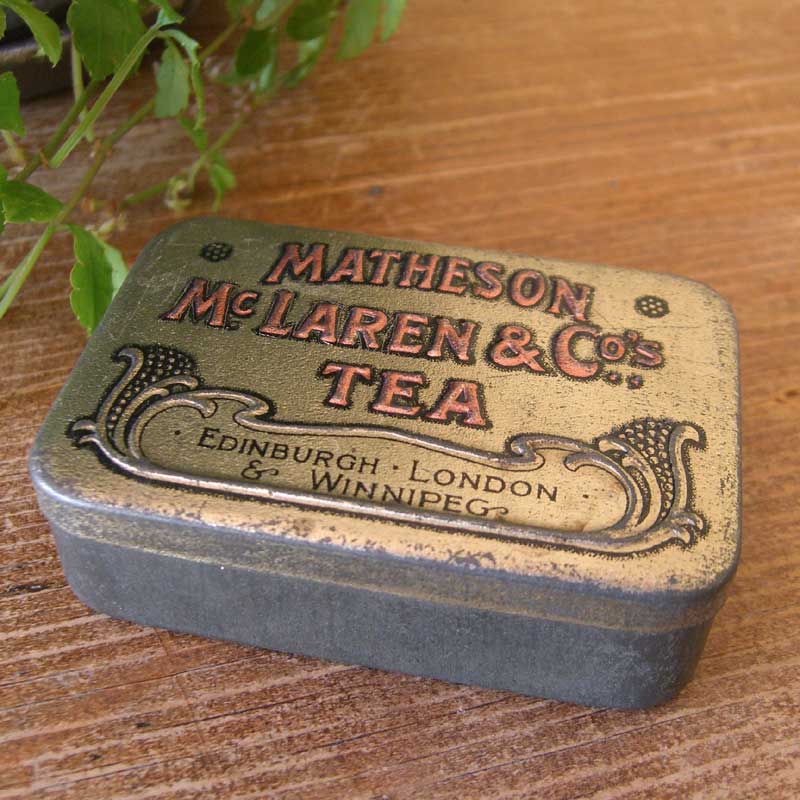 MATHESON
McLAREN & Co's
TEA
EDINBURGH · LONDON
& WINNIPEG